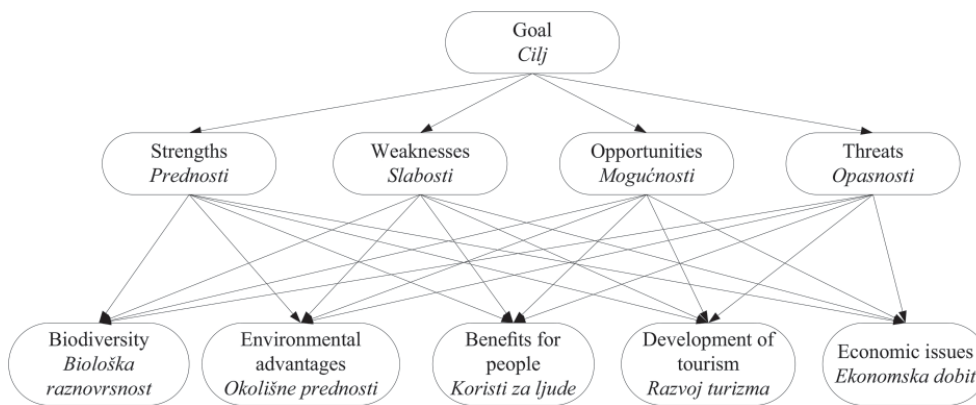 Goal
Cilj
Strengths
Prednosti
Weaknesses
Slabosti
Opportunities
Mogućnosti
Threats
Opasnosti
Biodiversity
Biološka
raznovrsnost
Environmental
advantages
Okolišne prednosti
Benefits for
people
Koristi za ljude
Development of
tourism
Razvoj turizma
Economic issues
Ekonomska dobit